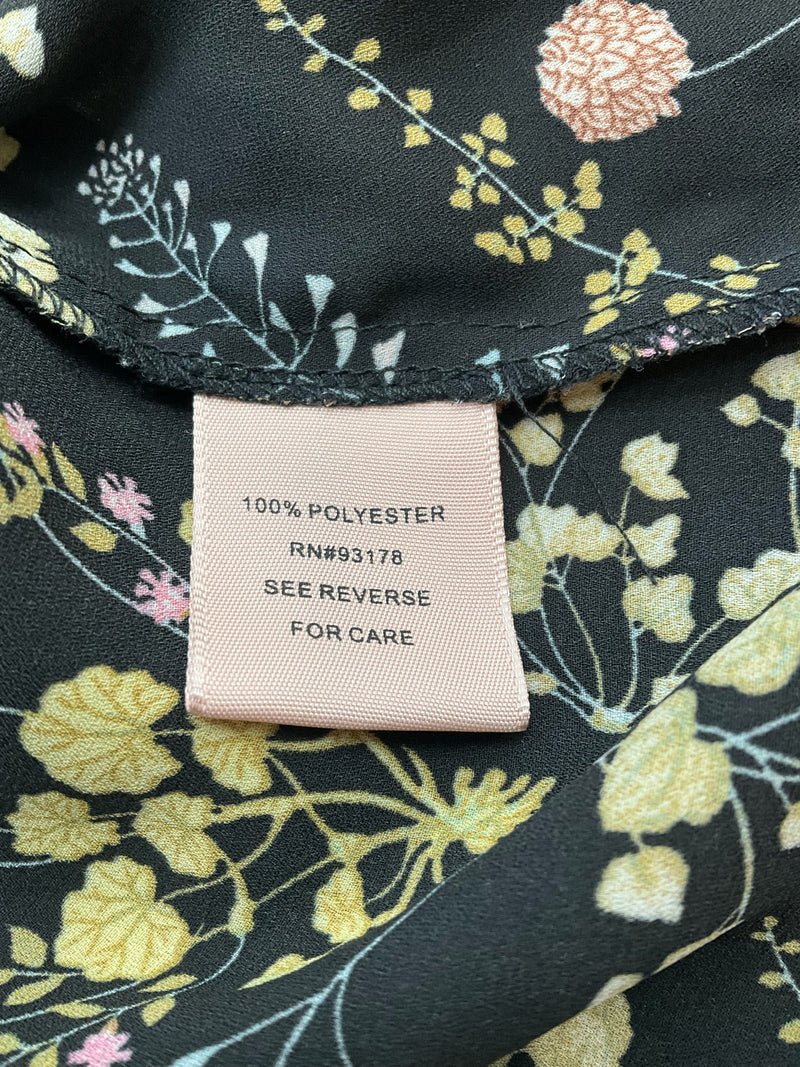 100% POLYESTER
RN#93178
SEE REVERSE
FOR CARE